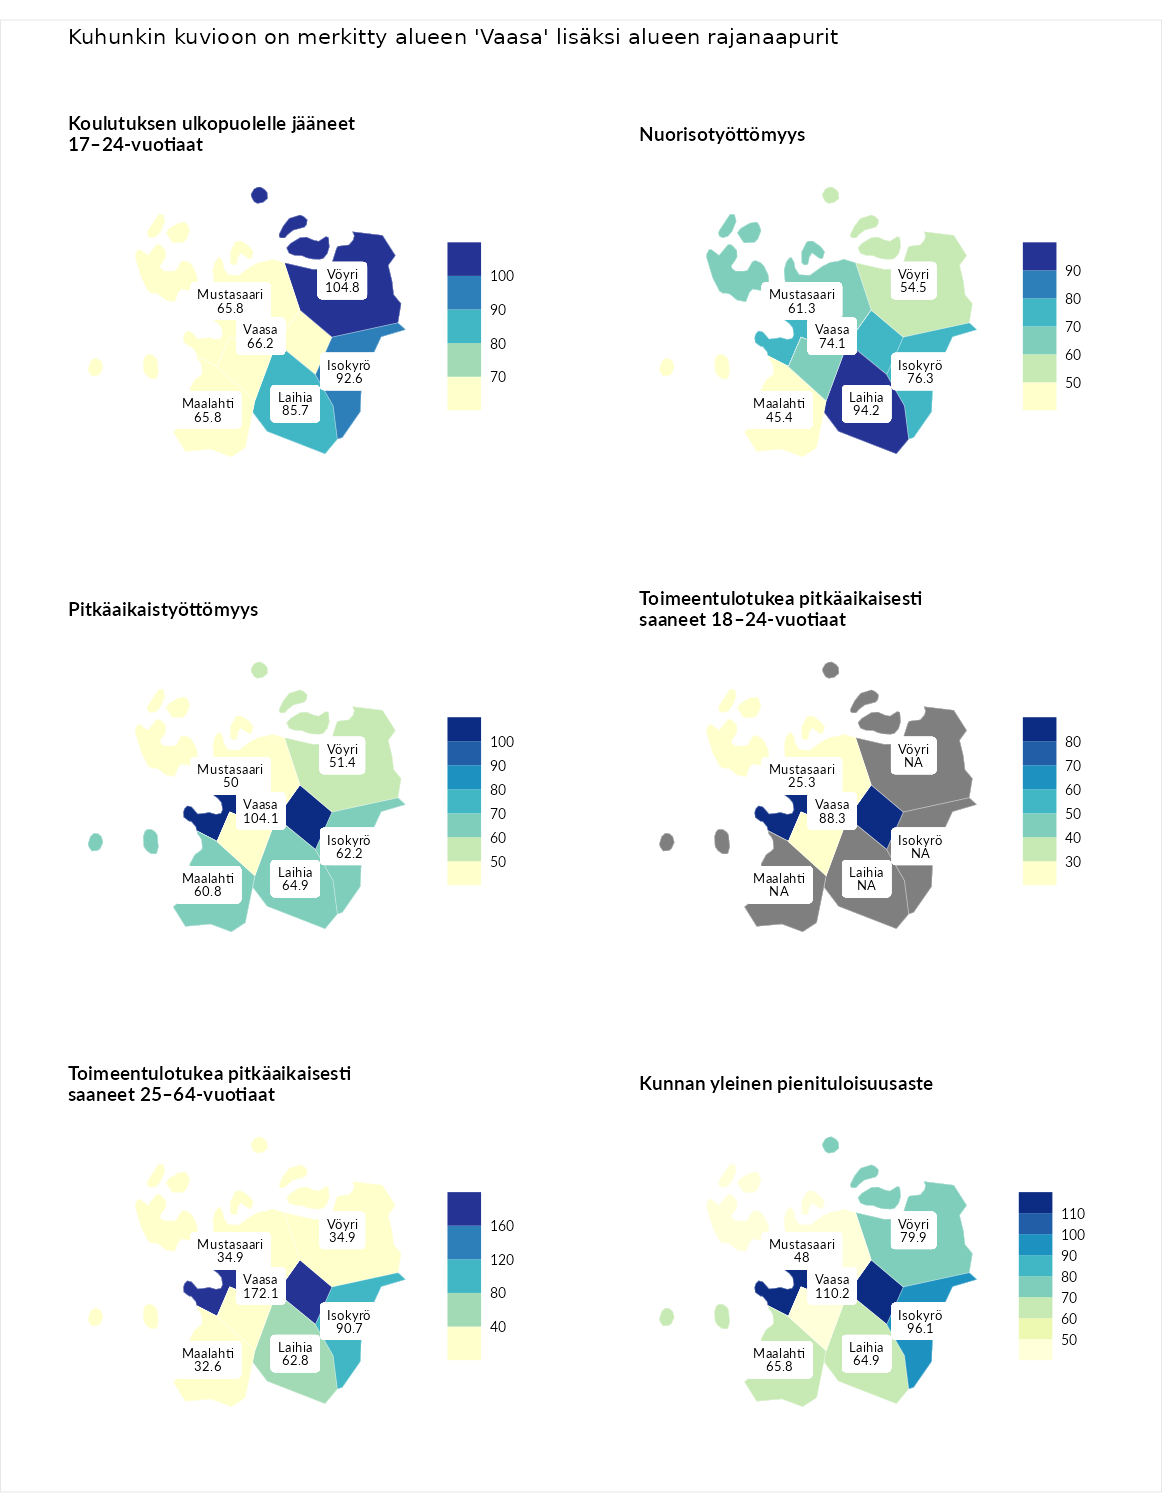 Kuhunkin kuvioon on merkitty alueen 'Vaasa' lisäksi alueen rajanaapurit
Koulutuksen ulkopuolelle jääneet
17–24-vuotiaat
Vöyri
104.8
Mustasaari
65.8
Vaasa
66.2
Isokyrö
92.6
Laihia
85.7
Maalahti
65.8
100
90
80
70
Nuorisotyöttömyys
Vöyri
54.5
Mustasaari
61.3
Vaasa
74.1
Isokyrö
76.3
Laihia
94.2
Maalahti
45.4
90
80
70
60
50
Pitkäaikaistyöttömyys
Vöyri
51.4
Mustasaari
50
Vaasa
104.1
Isokyrö
62.2
Laihia
64.9
Maalahti
60.8
100
90
80
70
60
50
Toimeentulotukea pitkäaikaisesti
saaneet 18–24-vuotiaat
Vöyri
NA
Mustasaari
25.3
Vaasa
88.3
Isokyrö
NA
Laihia
NA
Maalahti
NA
80
70
60
50
40
30
Toimeentulotukea pitkäaikaisesti
saaneet 25–64-vuotiaat
Vöyri
34.9
Mustasaari
34.9
Vaasa
172.1
Isokyrö
90.7
Laihia
62.8
Maalahti
32.6
160
120
80
40
Kunnan yleinen pienituloisuusaste
Vöyri
79.9
Mustasaari
48
Vaasa
110.2
Isokyrö
96.1
Laihia
64.9
Maalahti
65.8
110
100
90
80
70
60
50